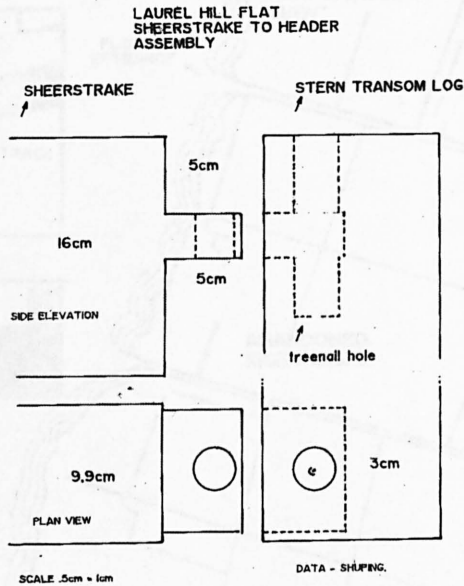 LAUREL HILL FLAT
SHEERSTRAKE TO HEADER
ASSEMBLY
SHEERSTRAKE
STERN TRANSOM LOG
5cm
16cm
5cm
SIDE ELEVATION
treenall hole
9.9cm
3cm
PLAN VIEW
SCALE .5cm = 1cm
DATA - SHUPING.